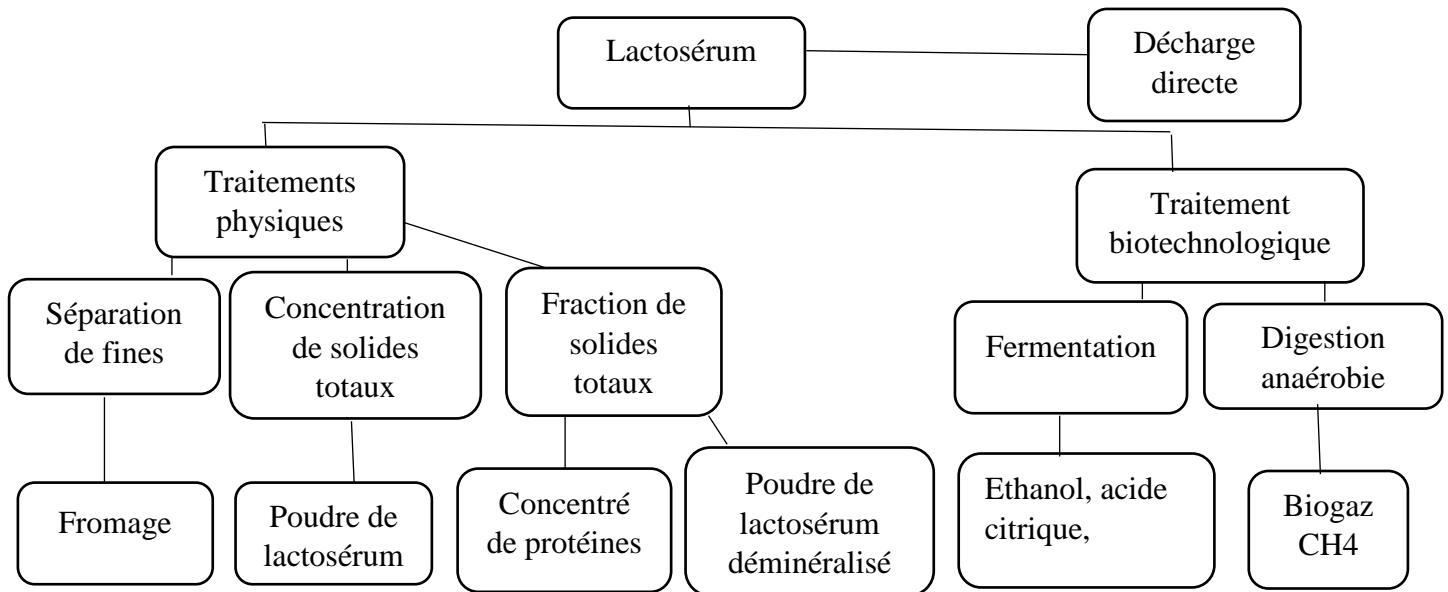 Lactosérum
Décharge
directe
Traitements
physiques
Traitement
biotechnologique
Séparation
de fines
Concentration
de solides
totaux
Fraction de
solides
totaux
Fermentation
Digestion
anaérobie
Fromage
Poudre de
lactosérum
Concentré
de protéines
Poudre de
lactosérum
déminéralisé
Ethanol, acide
citrique,
Biogaz
CH4